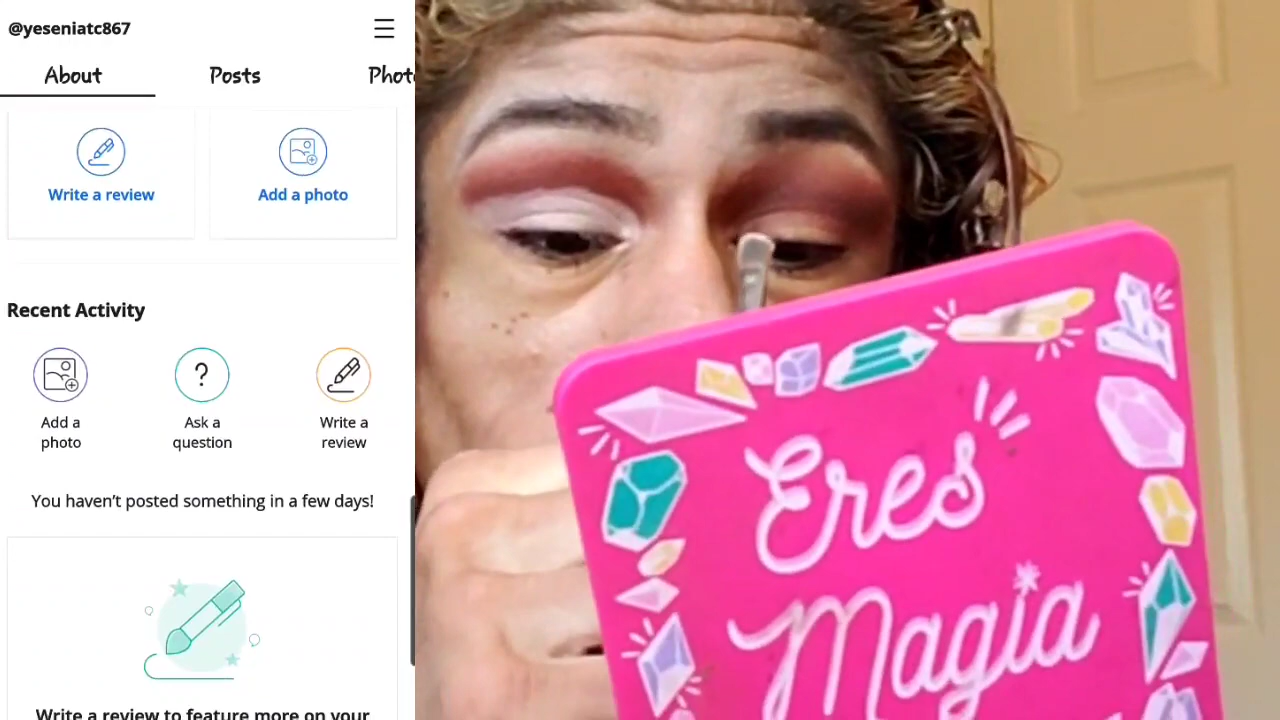 @yeseniatc867
About
Posts
Phot
Write a review
Add a photo
Recent Activity
Add a
photo
Ask a
question
Write a
review
You haven't posted something in a few days!
Write a review to feature more on your
Eres
Magia